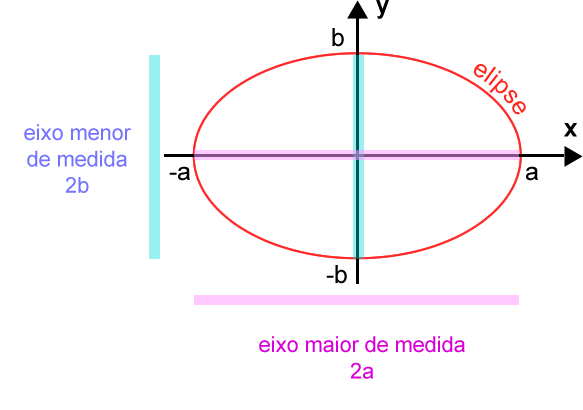 y
b
elipse
x
eixo menor
de medida
2b
-a
a
-b
eixo maior de medida
2a